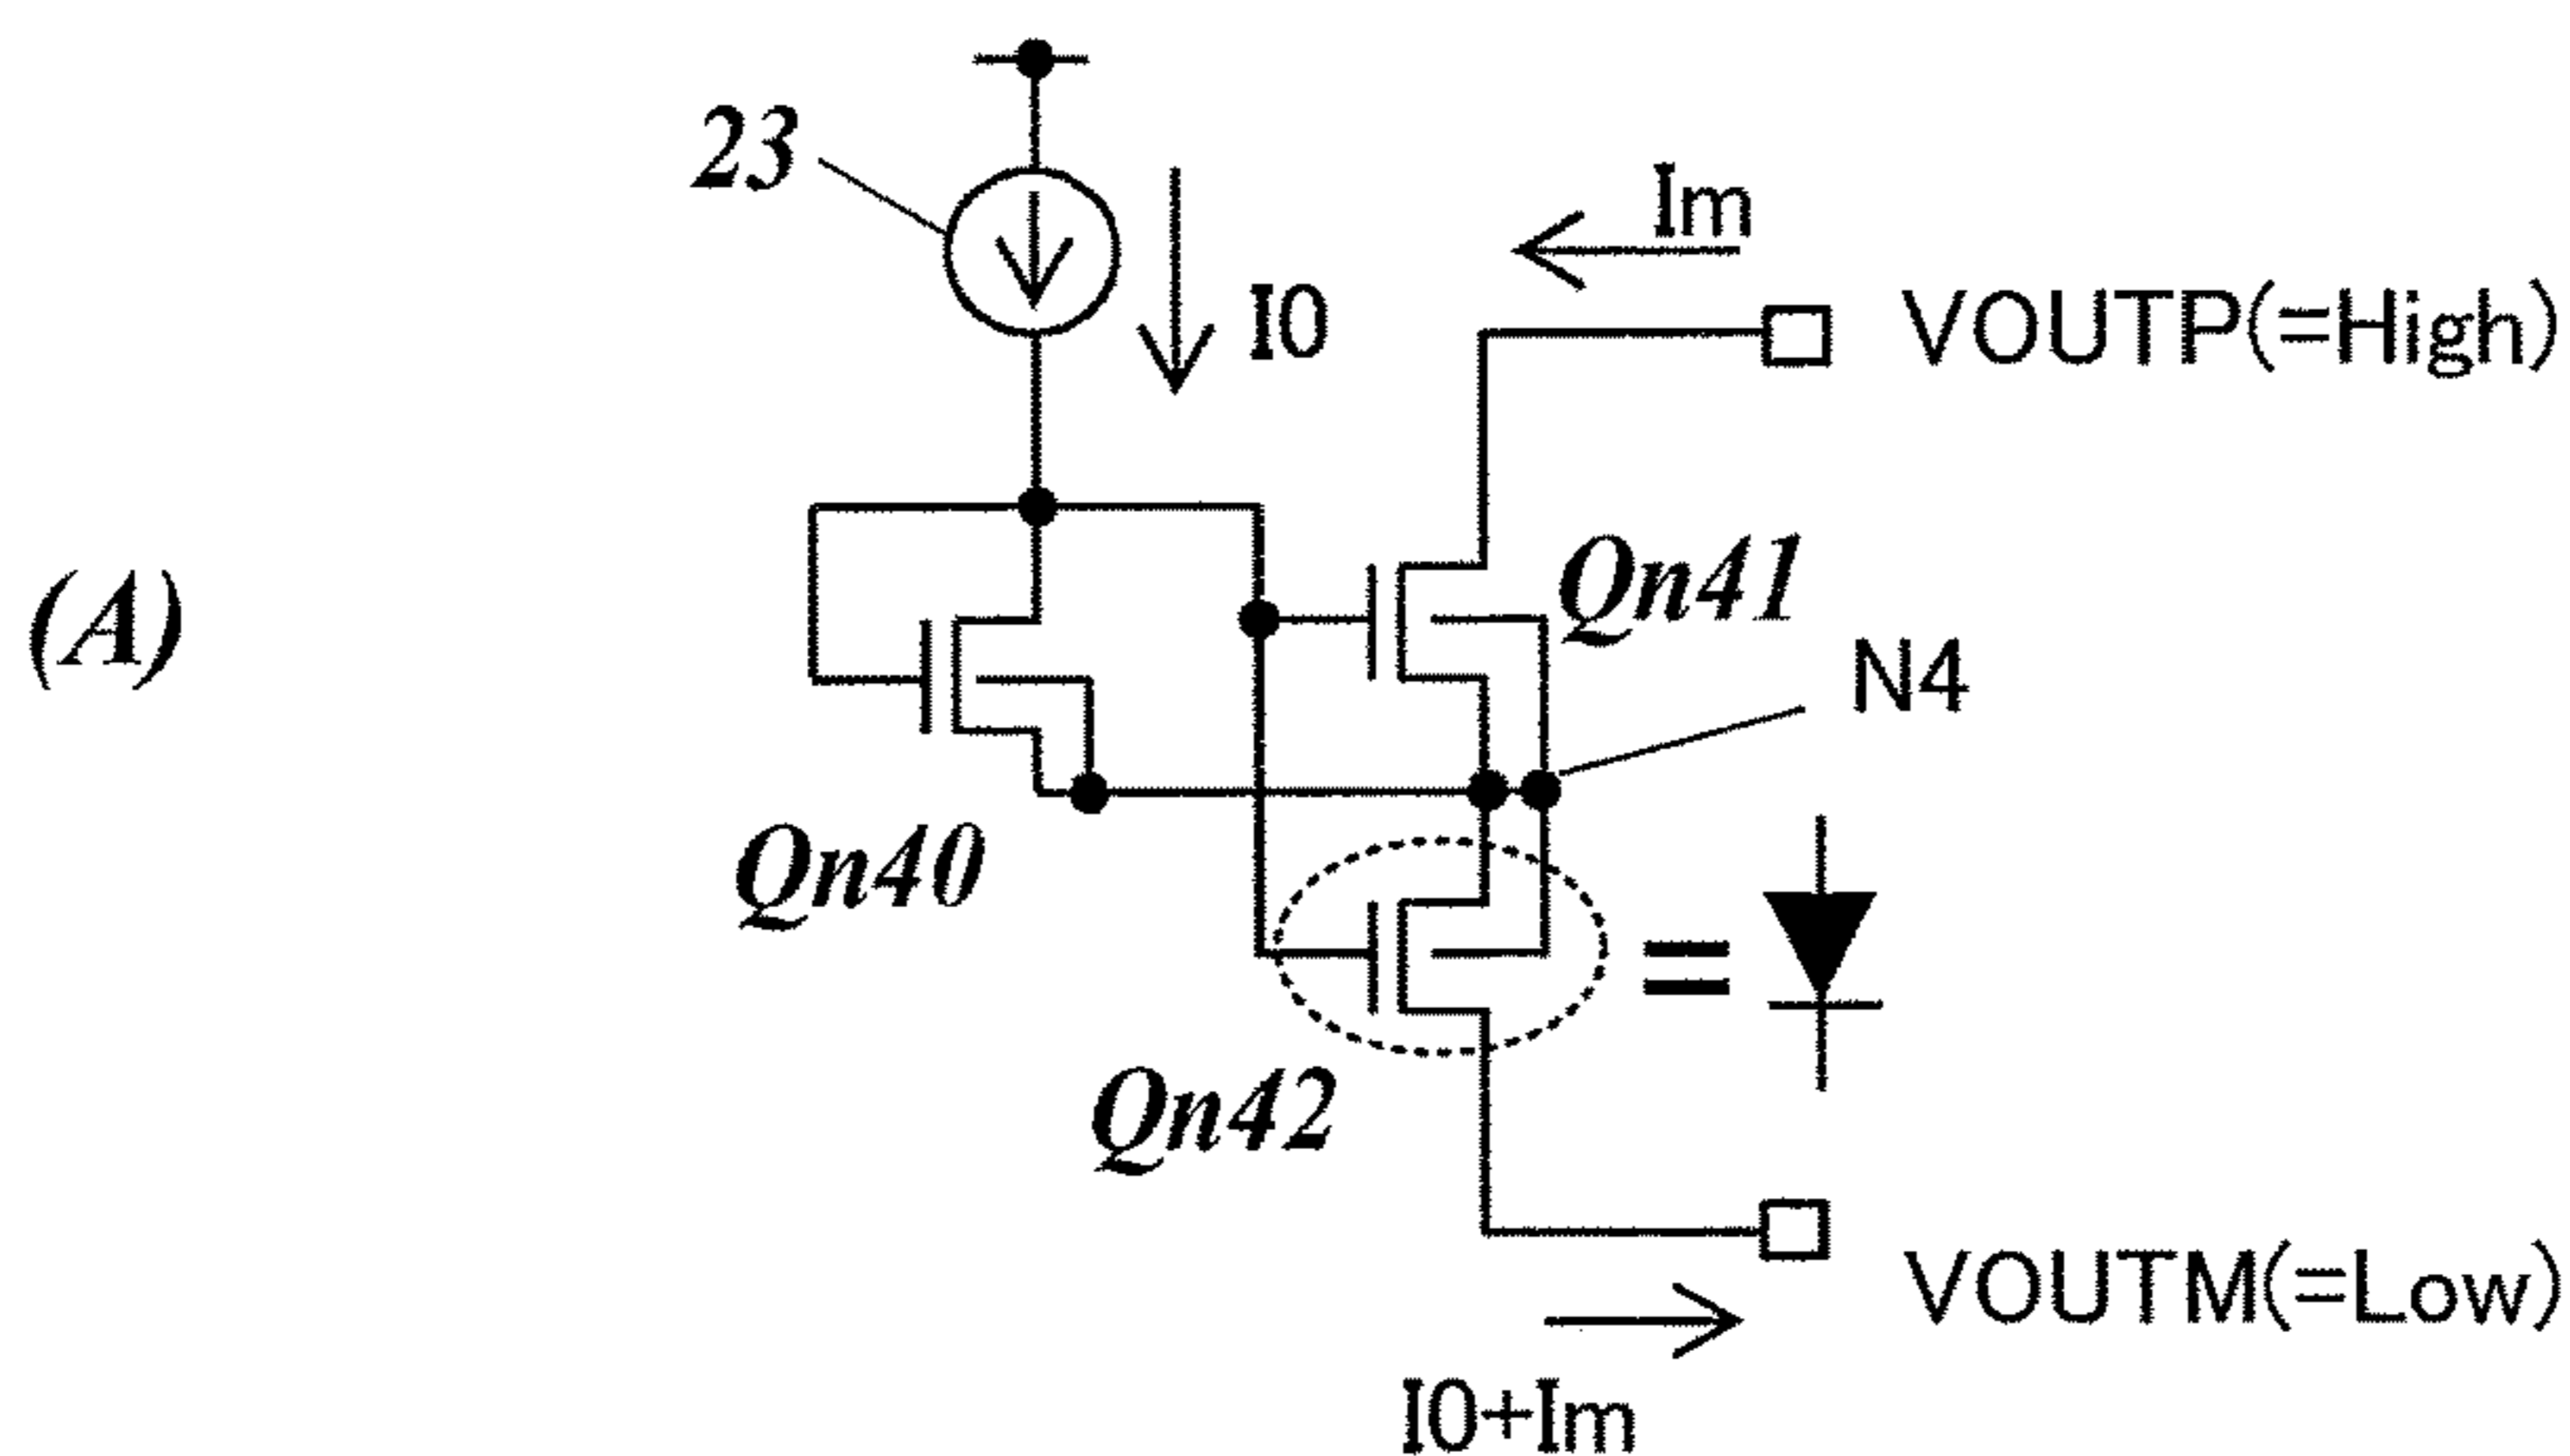 23
Im
I0
VOUTP(=High)
Qn41
(A)
N4
Qn40
=
Qn42
VOUTM(=Low)
I0+Im